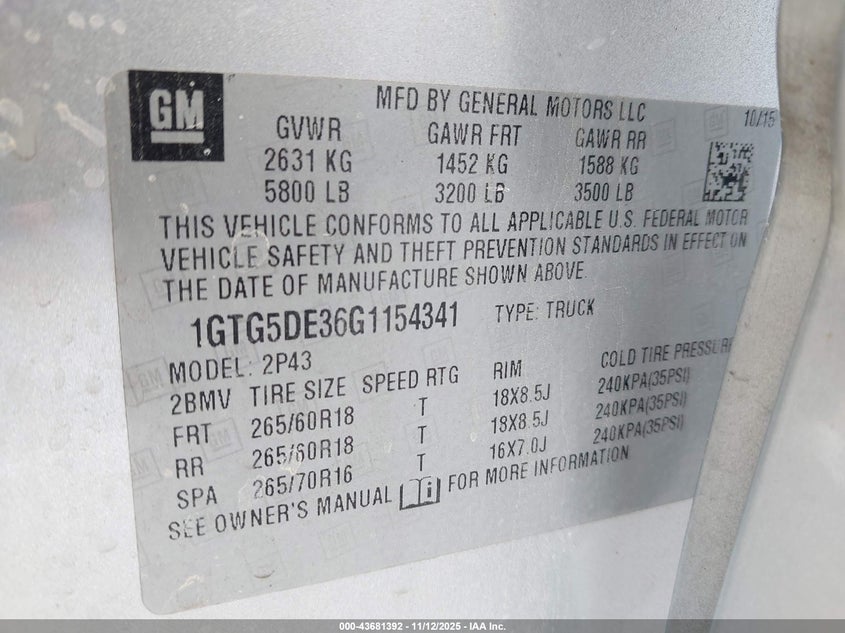 GM
MFD BY GENERAL MOTORS LLC
10/15
GVWR GAWR FRT GAWR RR
2631 KG 1452 KG 1588 KG
5800 LB 3200 LB 3500 LB
THIS VEHICLE CONFORMS TO ALL APPLICABLE U.S. FEDERAL MOTOR
VEHICLE SAFETY AND THEFT PREVENTION STANDARDS IN EFFECT ON
THE DATE OF MANUFACTURE SHOWN ABOVE.
1GTG5DE36G1154341 TYPE: TRUCK
MODEL: 2P43
2BMV TIRE SIZE SPEED RTG RIM COLD TIRE PRESSURE
FRT 265/60R18 T 18X8.5J 240KPA(35PSI)
RR 265/60R18 T 18X8.5J 240KPA(35PSI)
SPA 265/70R16 T 16X7.0J 240KPA(35PSI)
SEE OWNER'S MANUAL i FOR MORE INFORMATION
000-43681392 - 11/12/2025 - IAA Inc.